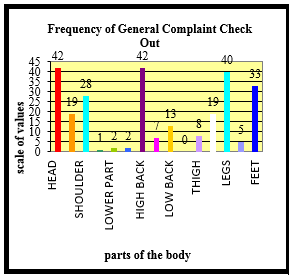 Frequency of General Complaint Check
Out
scale of values
45
40
35
30
25
20
15
10
5
0
42
19
28
1
2
2
42
7
13
0
8
19
40
5
33
HEAD
SHOULDER
LOWER PART
HIGH BACK
LOW BACK
THIGH
LEGS
FEET
parts of the body